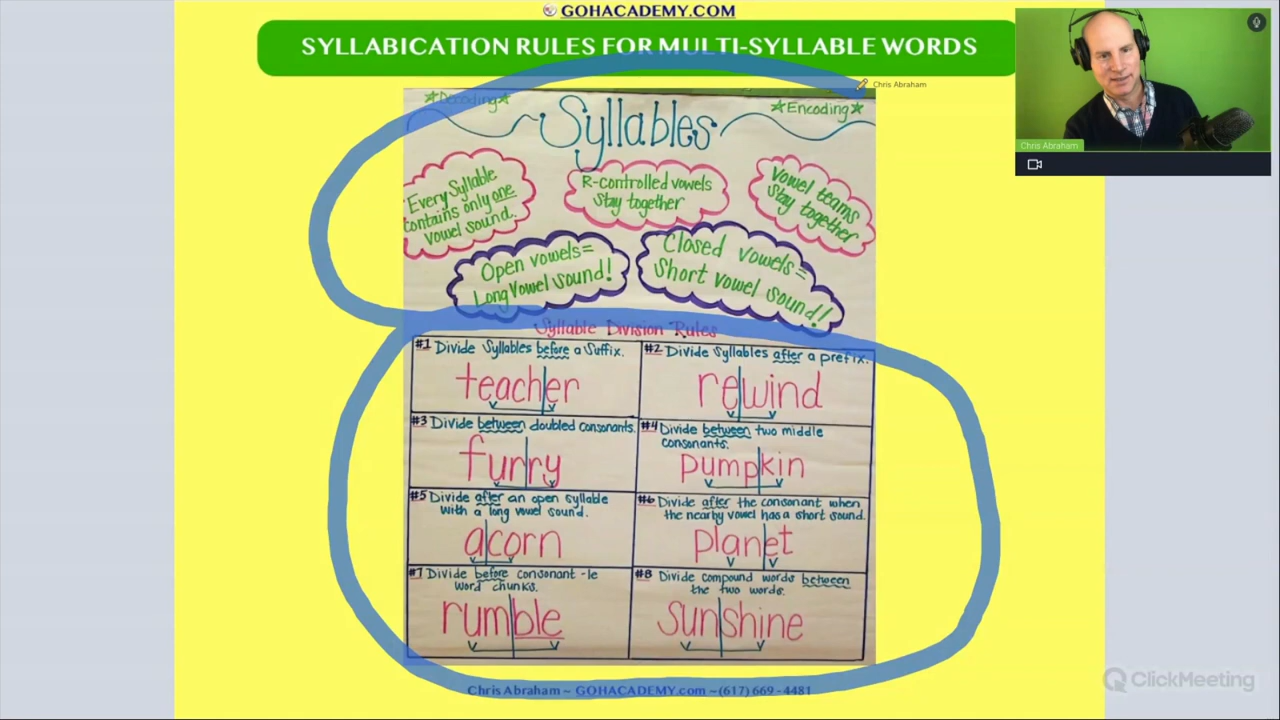 GOHACADEMY.COM
SYLLABICATION RULES FOR MULTI-SYLLABLE WORDS
Chris Abraham
Chris Abraham
★Decoding★
Syllables
★Encoding★
Every Syllable
contains only one
vowel sound.
R-controlled vowels
Stay together
Vowel teams
Stay together
Open vowels=
Long Vowel sound!
Closed vowels=
Short vowel sound!
Syllable Division Rules
#1 Divide Syllables before a Suffix.
teacher
#2 Divide Syllables after a prefix.
rewind
#3 Divide between doubled consonants.
furry
#4 Divide between two middle
consonants.
pumpkin
#5 Divide after an open syllable
with a long vowel sound.
acorn
#6 Divide after the consonant when
the nearby vowel has a short sound.
planet
#7 Divide before consonant -le
word chunks.
rumble
#8 Divide compound words between
the two words.
sunshine
Chris Abraham ~ GOHACADEMY.com ~(617) 669 - 4481
ClickMeeting